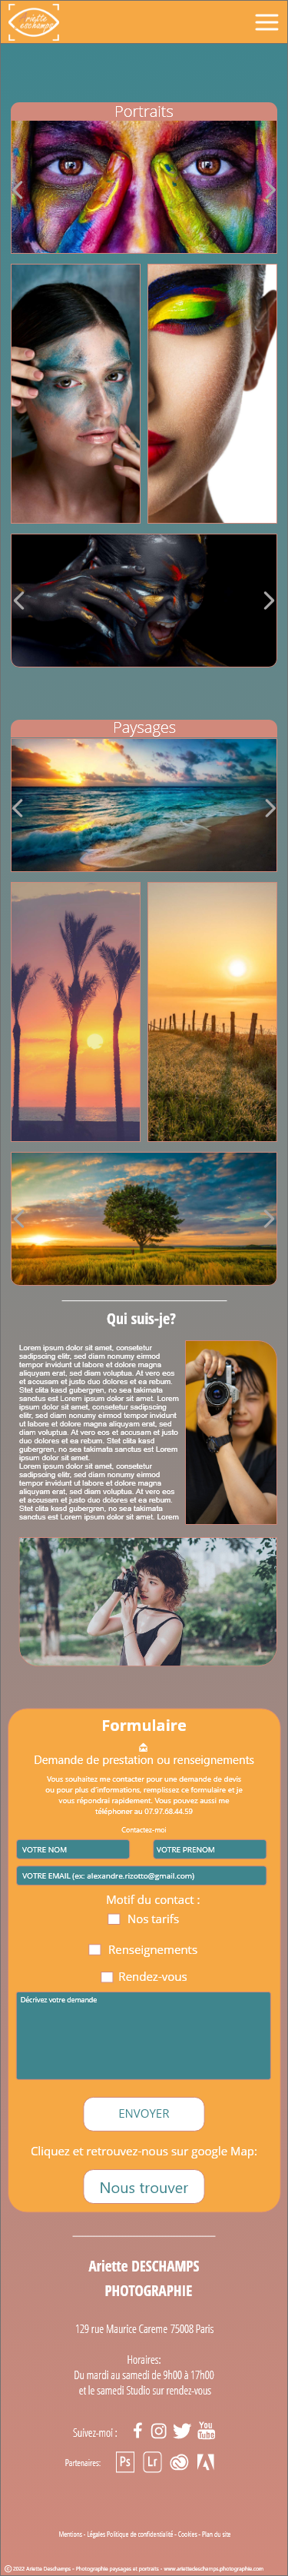 Ariette
deschamps
Portraits
Paysages
Qui suis-je?
Lorem ipsum dolor sit amet, consetetur
sadipscing elitr, sed diam nonumy eirmod
tempor invidunt ut labore et dolore magna
aliquyam erat, sed diam voluptua. At vero eos
et accusam et justo duo dolores et ea rebum.
Stet clita kasd gubergren, no sea takimata
sanctus est Lorem ipsum dolor sit amet. Lorem
ipsum dolor sit amet, consetetur sadipscing
elitr, sed diam nonumy eirmod tempor invidunt
ut labore et dolore magna aliquyam erat, sed
diam voluptua. At vero eos et accusam et justo
duo dolores et ea rebum. Stet clita kasd
gubergren, no sea takimata sanctus est Lorem
ipsum dolor sit amet.
Lorem ipsum dolor sit amet, consetetur
sadipscing elitr, sed diam nonumy eirmod
tempor invidunt ut labore et dolore magna
aliquyam erat, sed diam voluptua. At vero eos
et accusam et justo duo dolores et ea rebum.
Stet clita kasd gubergren, no sea takimata
sanctus est Lorem ipsum dolor sit amet. Lorem
Formulaire
Demande de prestation ou renseignements
Vous souhaitez me contacter pour une demande de devis
ou pour plus d'informations, remplissez ce formulaire et je
vous répondrai rapidement. Vous pouvez aussi me
téléphoner au 07.97.68.44.59
Contactez-moi
VOTRE NOM VOTRE PRENOM
VOTRE EMAIL (ex: alexandre.rizotto@gmail.com)
Motif du contact :
Nos tarifs
Renseignements
Rendez-vous
Décrivez votre demande
ENVOYER
Cliquez et retrouvez-nous sur google Map:
Nous trouver
Ariette DESCHAMPS
PHOTOGRAPHIE
129 rue Maurice Careme 75008 Paris
Horaires:
Du mardi au samedi de 9h00 à 17h00
et le samedi Studio sur rendez-vous
Suivez-moi : You Tube
Partenaires: Ps Lr
Mentions - Légales Politique de confidentialité - Cookies - Plan du site
© 2022 Ariette Deschamps - Photographie paysages et portraits - www.ariettedeschamps.photographie.com